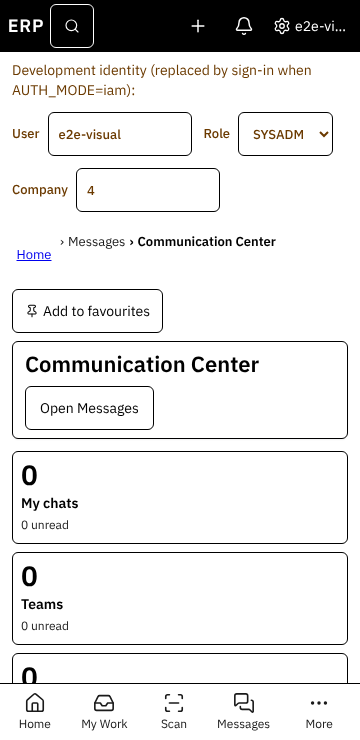 ERP
e2e-vi...
Development identity (replaced by sign-in when
AUTH_MODE=iam):
User
e2e-visual
Role
SYSADM
Company
4
Home
› Messages › Communication Center
Add to favourites
Communication Center
Open Messages
0
My chats
0 unread
0
Teams
0 unread
0
Home
My Work
Scan
Messages
More